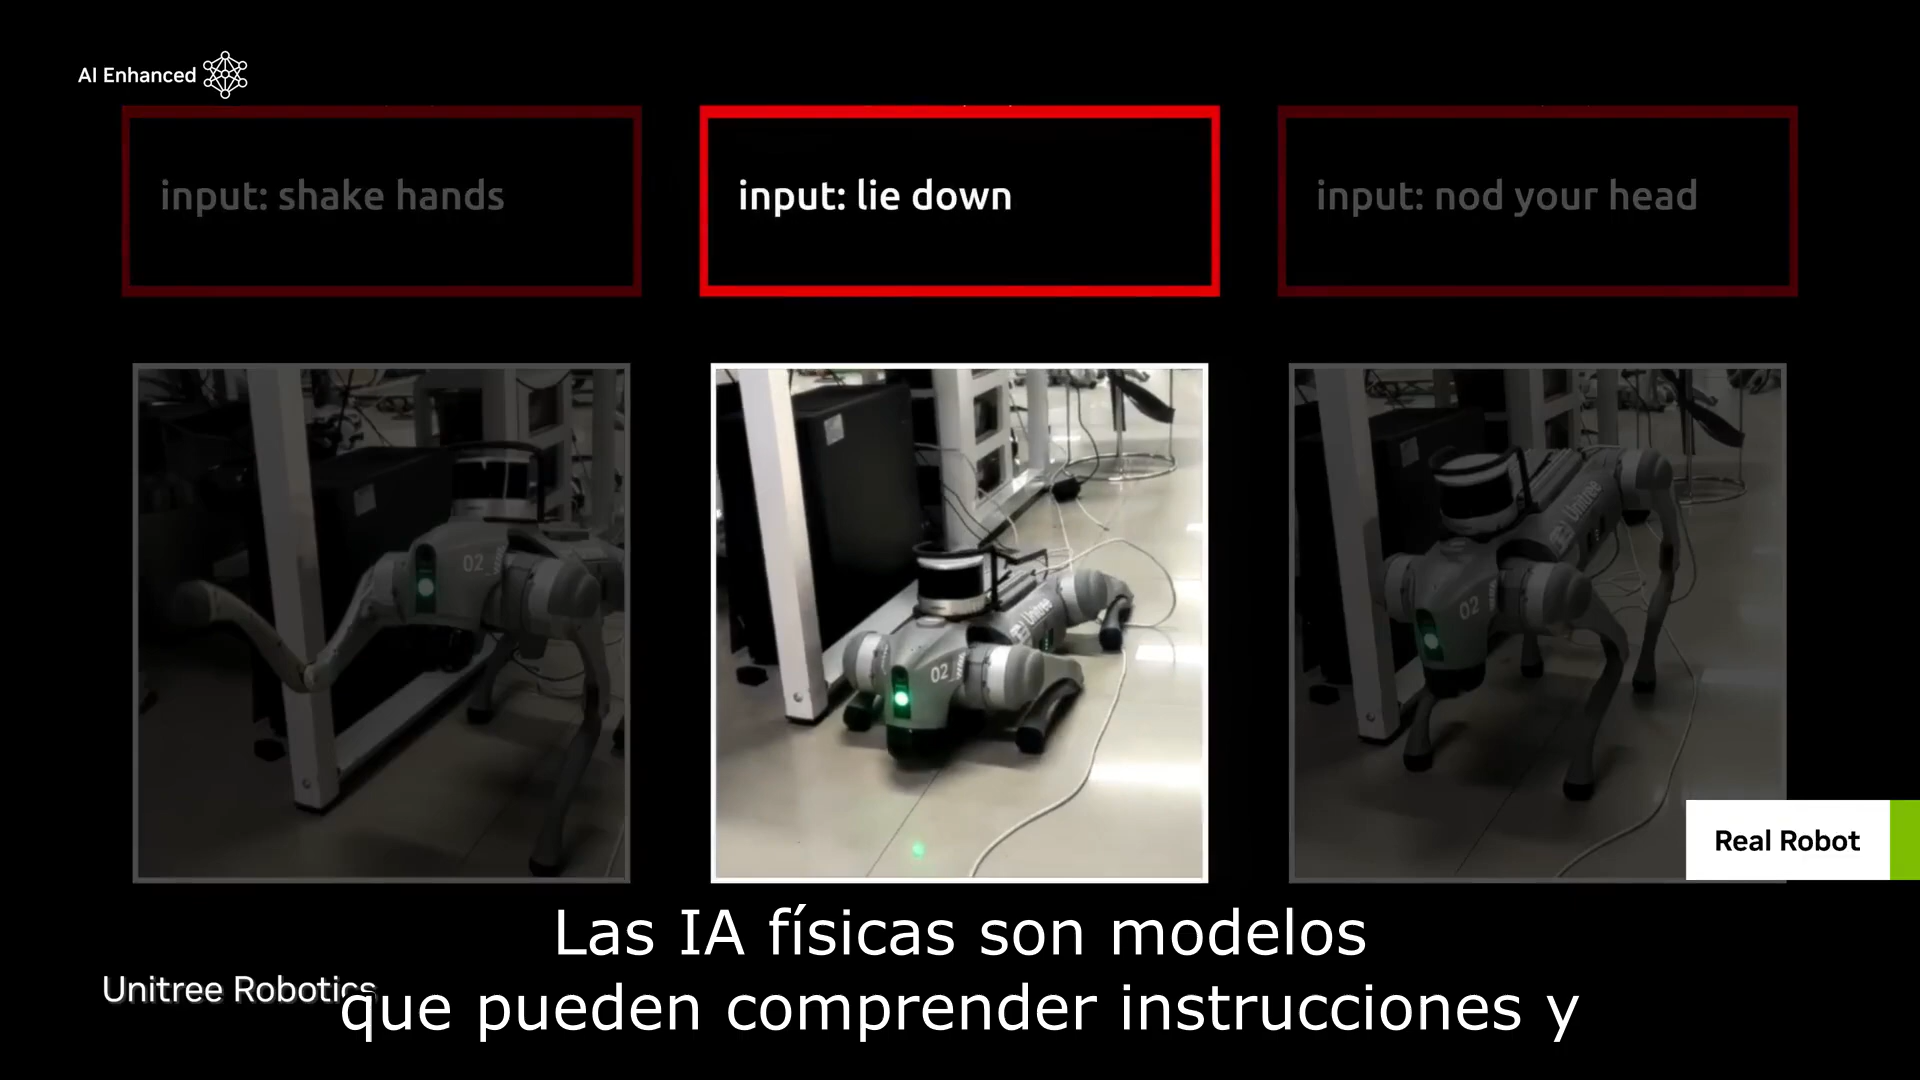 AI Enhanced
input: shake hands
input: lie down
input: nod your head
02
02
Unitree
02
Unitree
Real Robot
Las IA físicas son modelos
Unitree Robotics
que pueden comprender instrucciones y